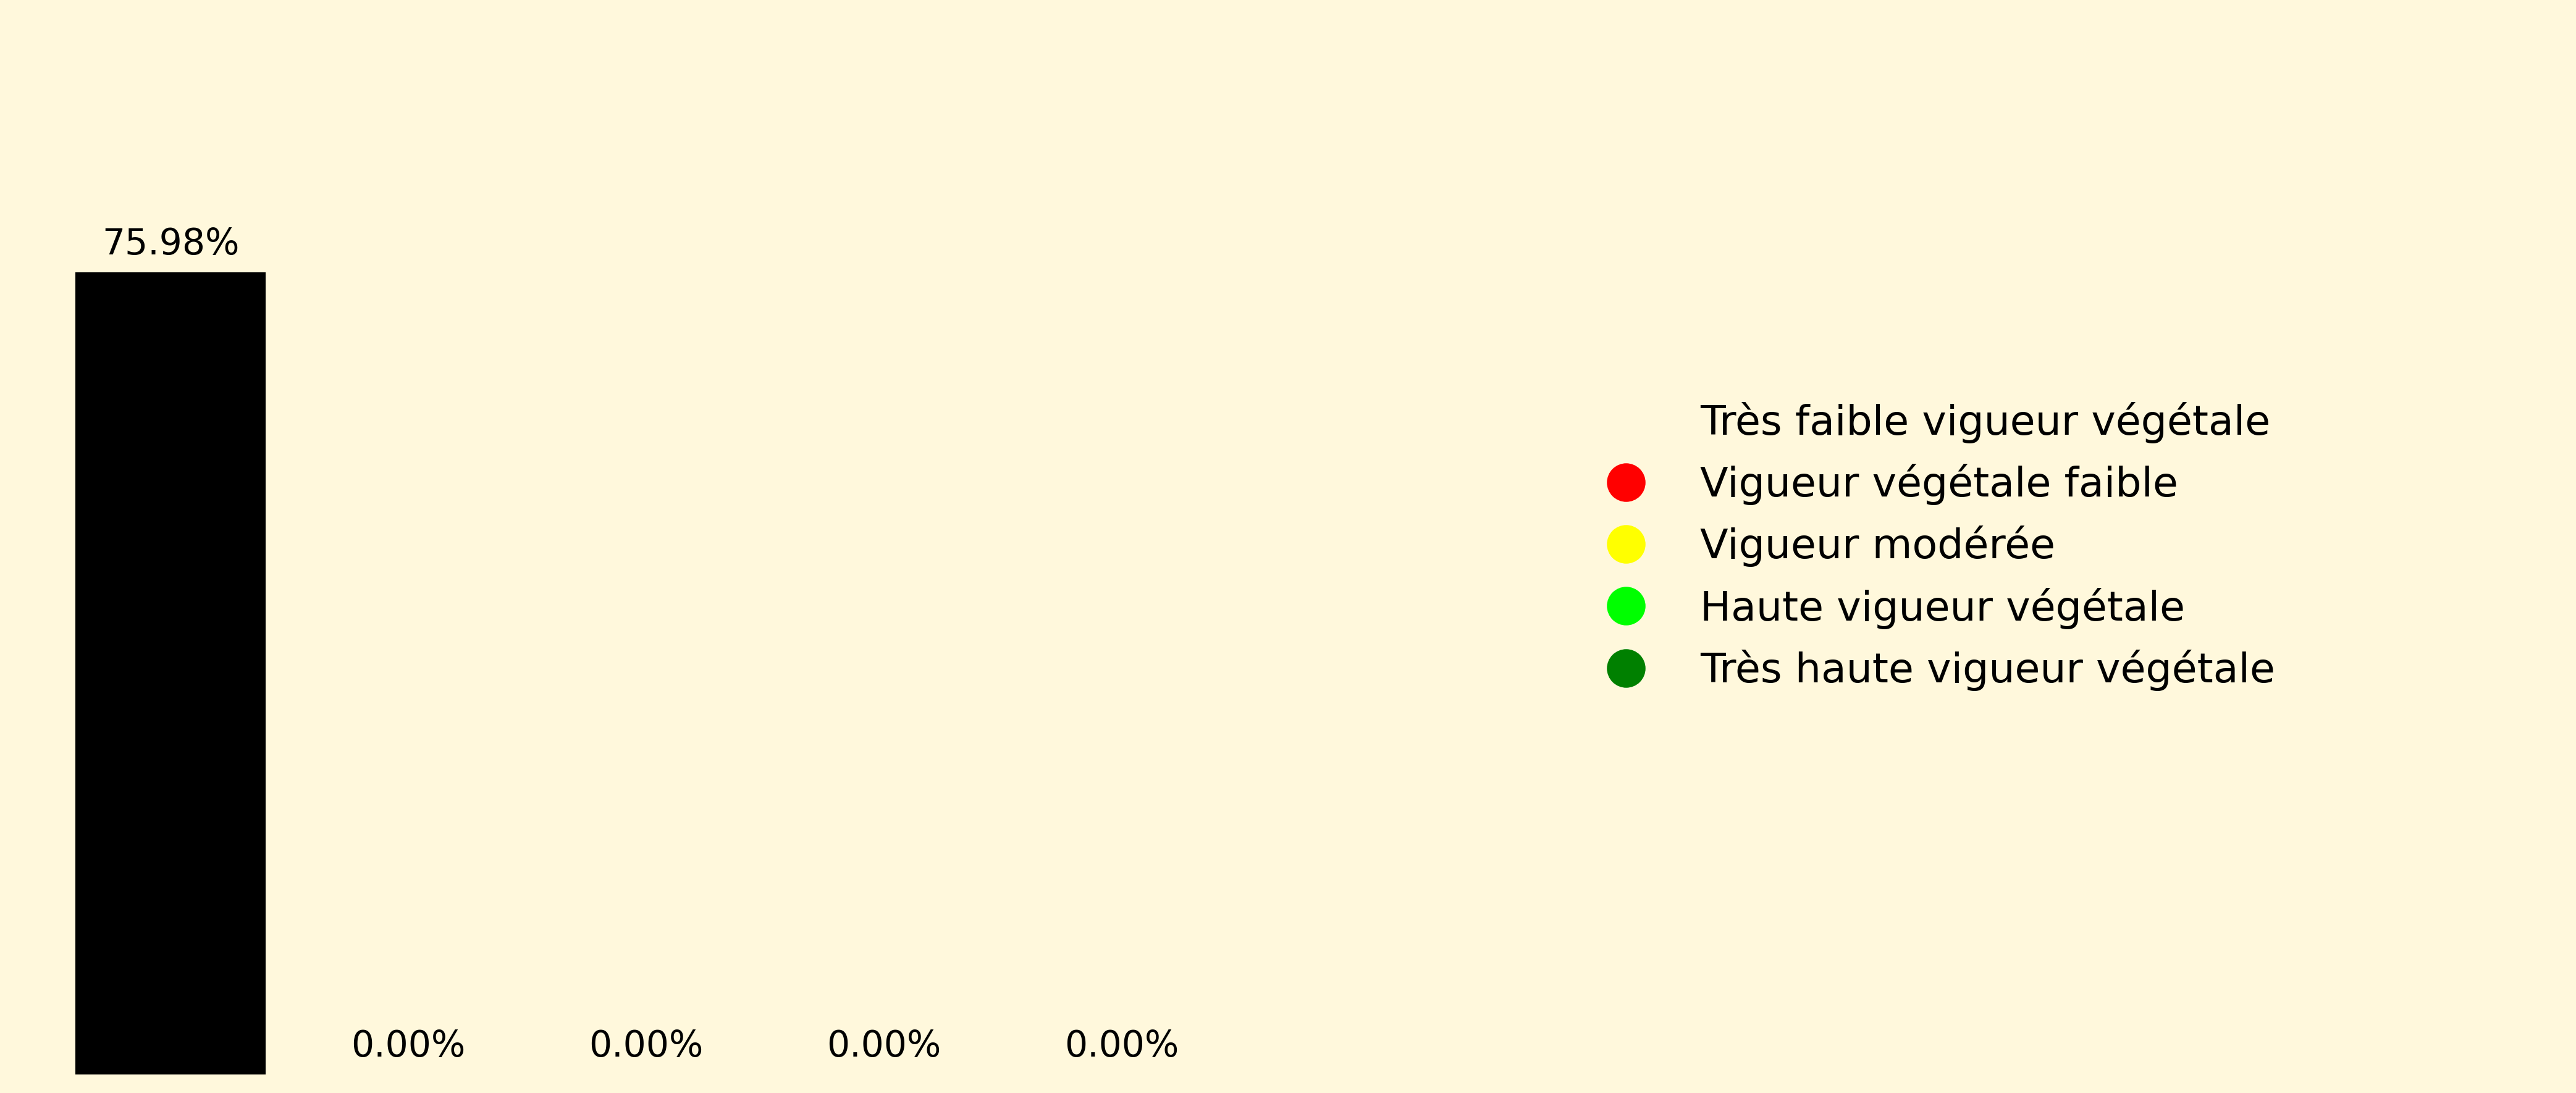 75.98%
0.00%
0.00%
0.00%
0.00%
Très faible vigueur végétale
Vigueur végétale faible
Vigueur modérée
Haute vigueur végétale
Très haute vigueur végétale